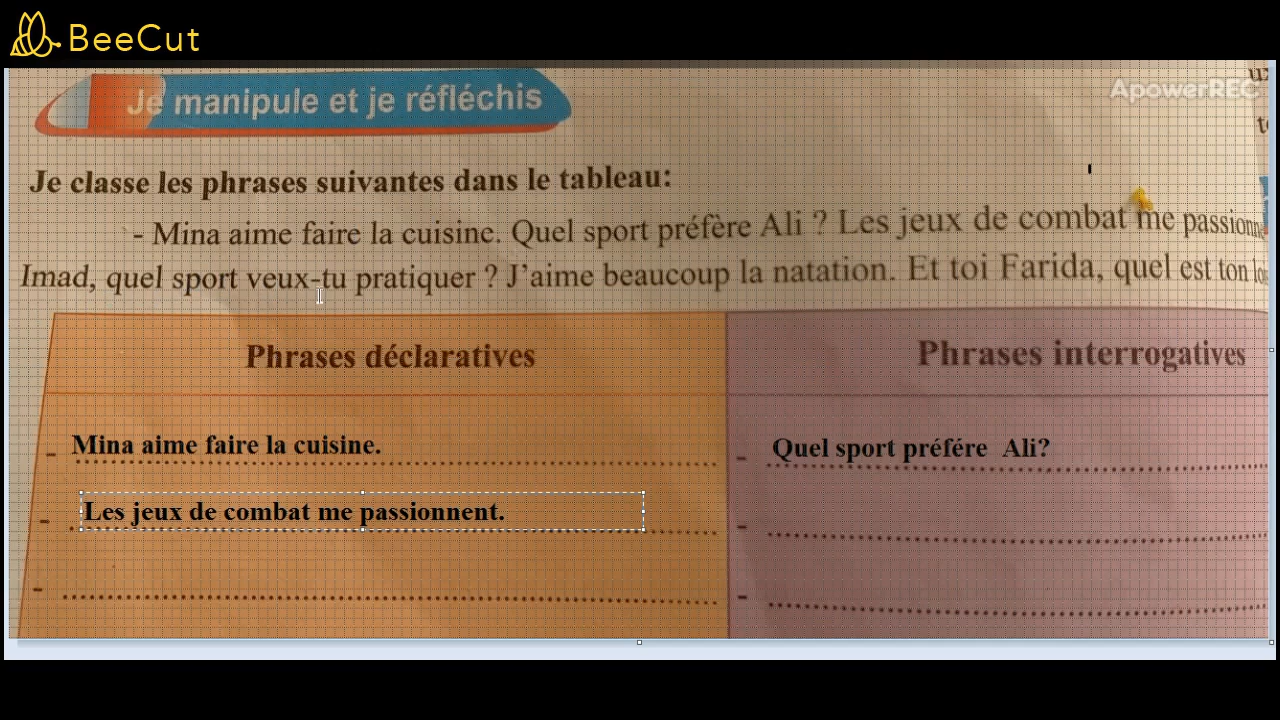 BeeCut
ApowerREC
Je manipule et je réfléchis
Je classe les phrases suivantes dans le tableau:
- Mina aime faire la cuisine. Quel sport préfère Ali ? Les jeux de combat me
Imad, quel sport veux-tu pratiquer ? J'aime beaucoup la natation. Et toi Farida, quel est ton
Phrases déclaratives
Phrases interrogatives
- Mina aime faire la cuisine.
- Quel sport préfére Ali?
- Les jeux de combat me passionnent.
-
-
-